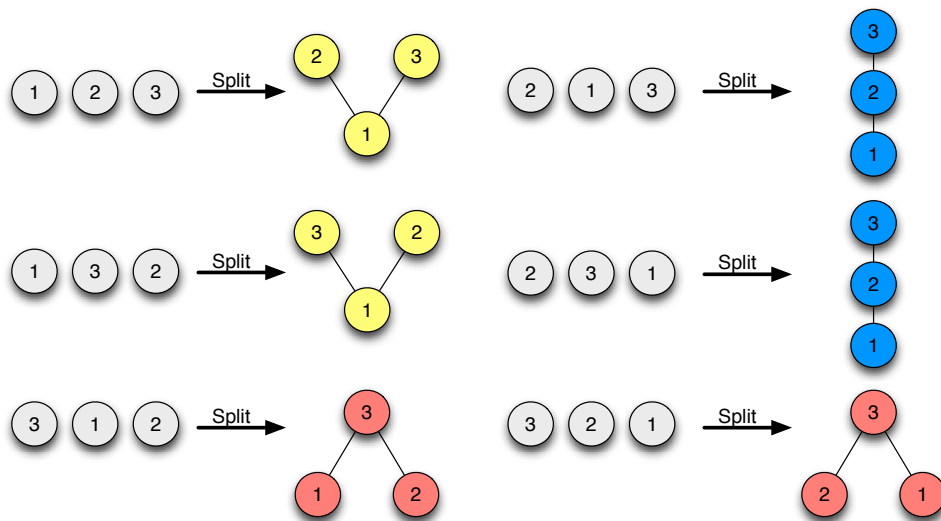 1 2 3 Split 2 3 1
2 1 3 Split 3 2 1
1 3 2 Split 3 2 1
2 3 1 Split 3 2 1
3 1 2 Split 3 1 2
3 2 1 Split 3 2 1